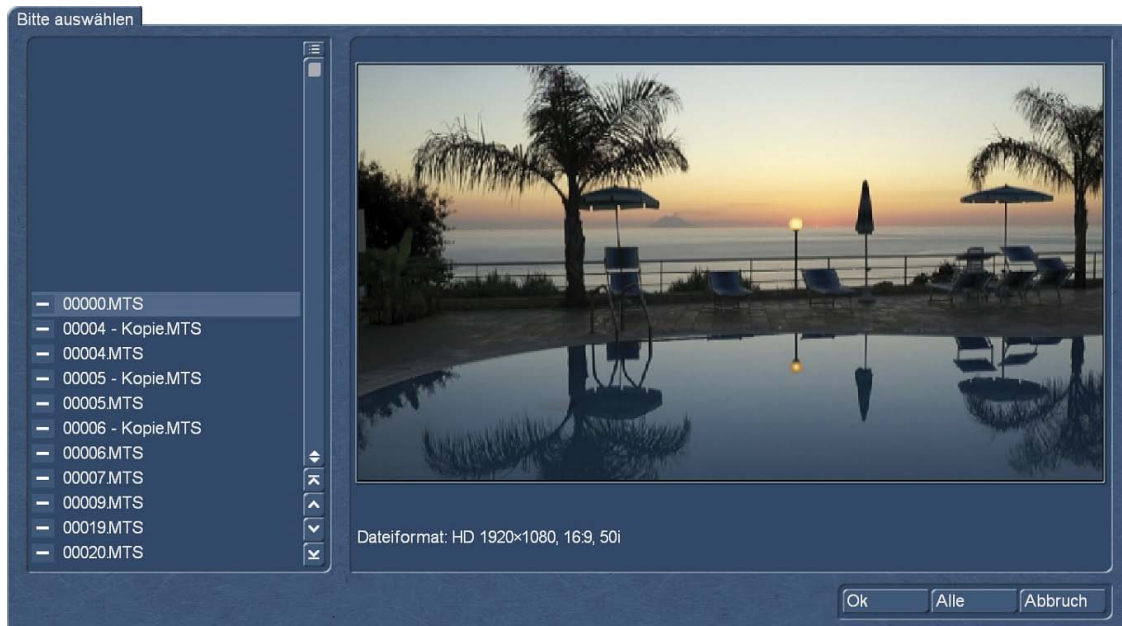 Bitte auswählen
00000.MTS
00004 - Kopie.MTS
00004.MTS
00005 - Kopie.MTS
00005.MTS
00006 - Kopie.MTS
00006.MTS
00007.MTS
00009.MTS
00019.MTS
00020.MTS
Dateiformat: HD 1920×1080, 16:9, 50i
Ok
Alle
Abbruch